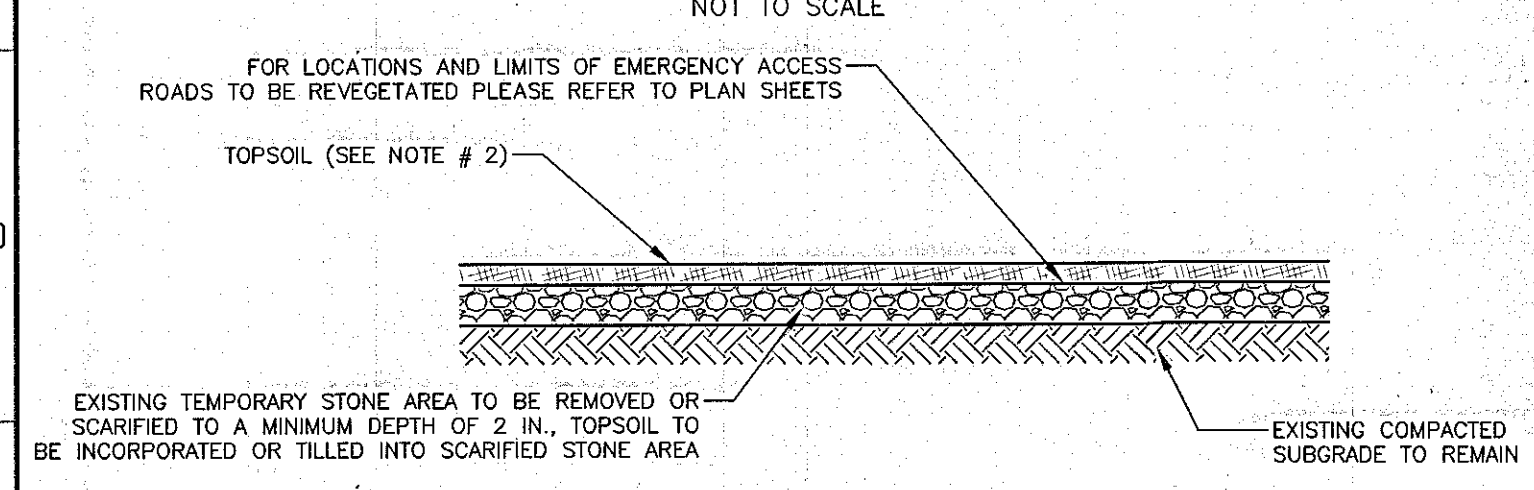 NOT TO SCALE
FOR LOCATIONS AND LIMITS OF EMERGENCY ACCESS
ROADS TO BE REVEGETATED PLEASE REFER TO PLAN SHEETS
TOPSOIL (SEE NOTE # 2)
EXISTING TEMPORARY STONE AREA TO BE REMOVED OR
SCARIFIED TO A MINIMUM DEPTH OF 2 IN., TOPSOIL TO
BE INCORPORATED OR TILLED INTO SCARIFIED STONE AREA
EXISTING COMPACTED
SUBGRADE TO REMAIN